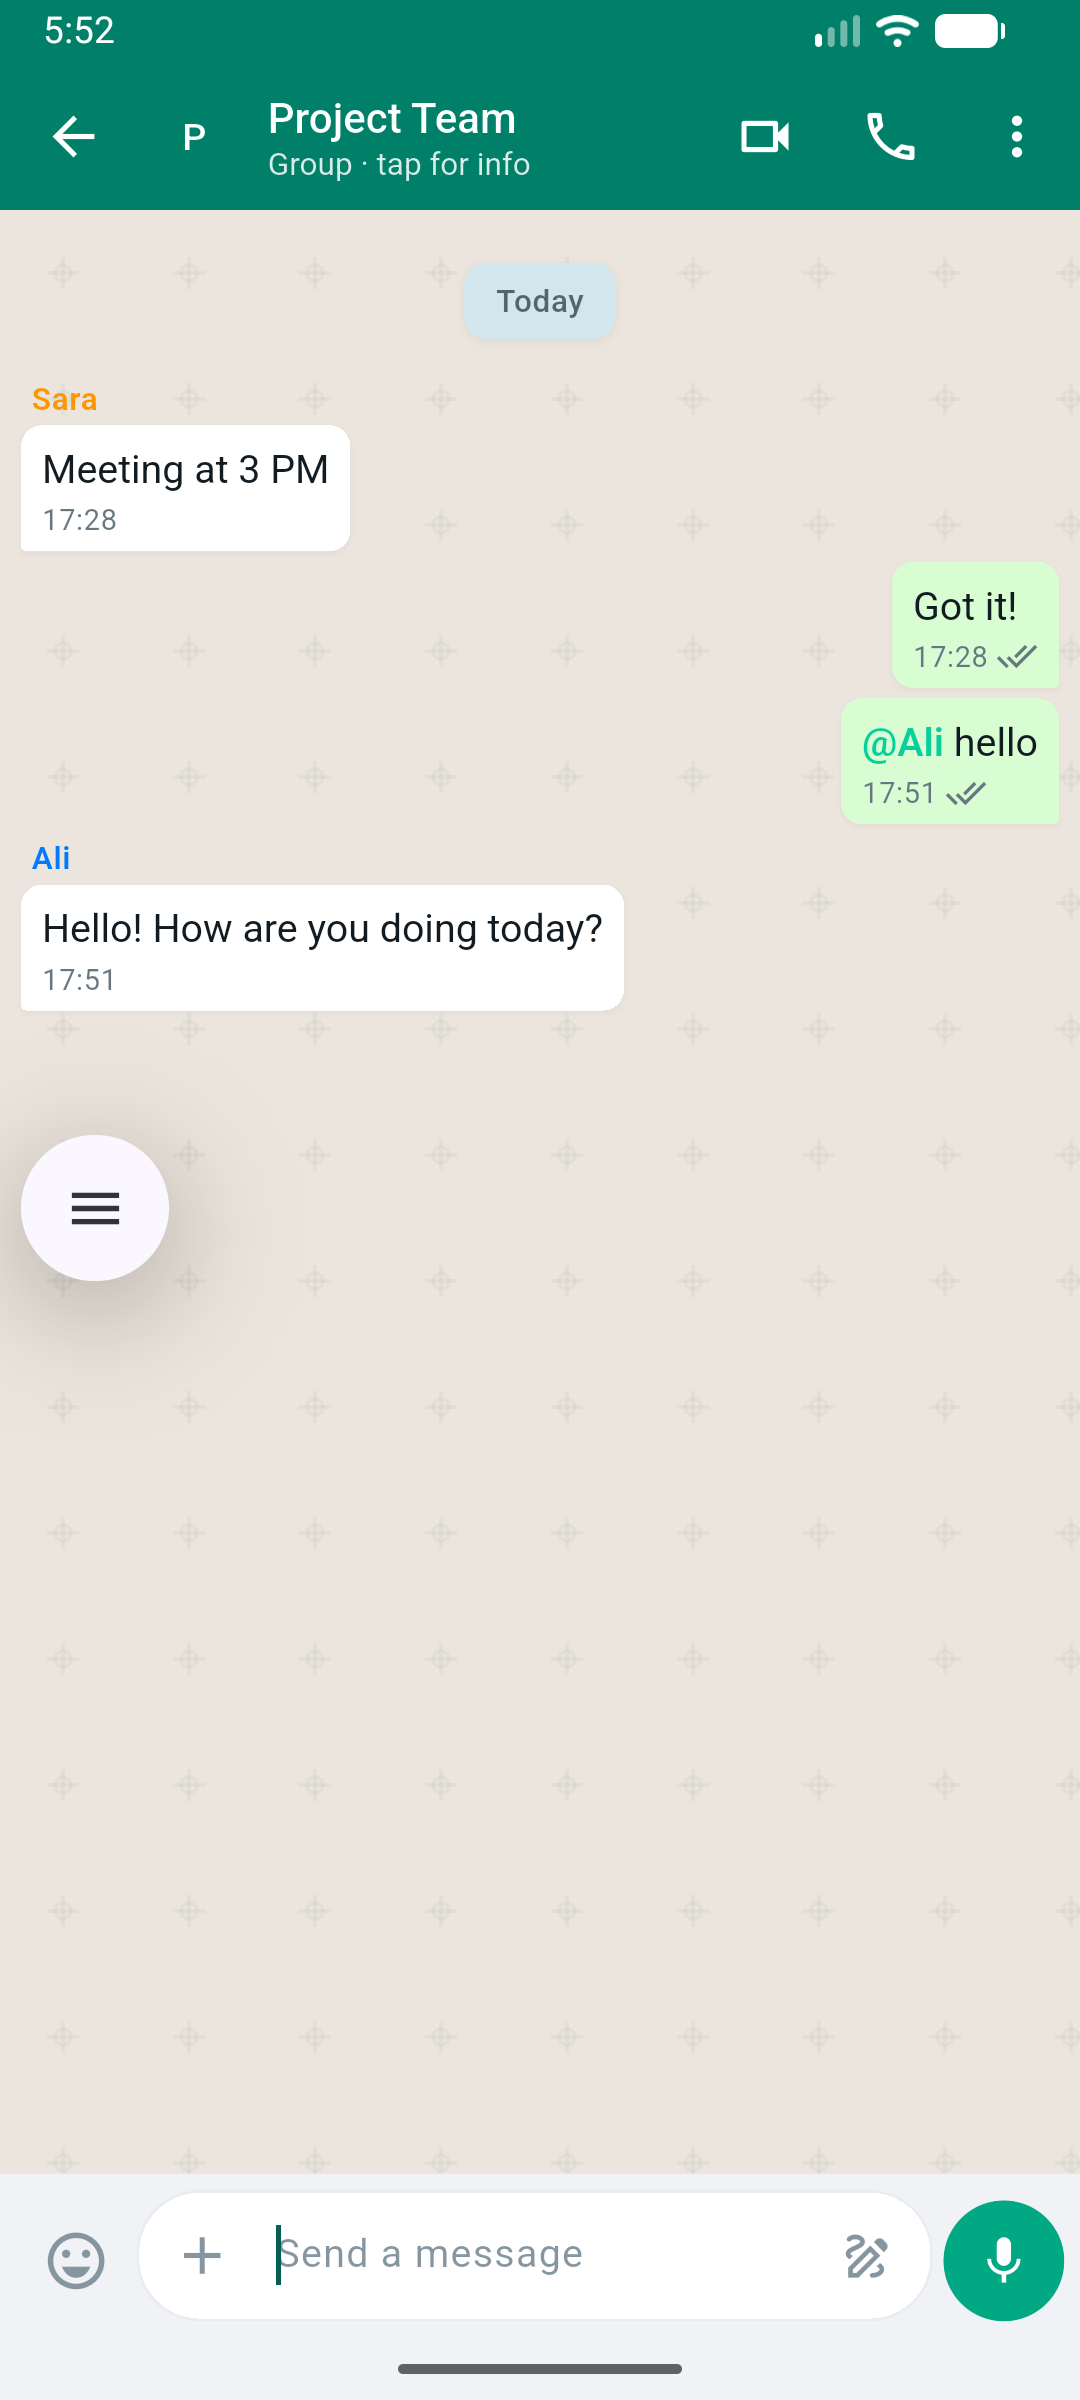 5:52
P
Project Team
Group · tap for info
Today
Sara
Meeting at 3 PM
17:28
Got it!
17:28
@Ali hello
17:51
Ali
Hello! How are you doing today?
17:51
Send a message